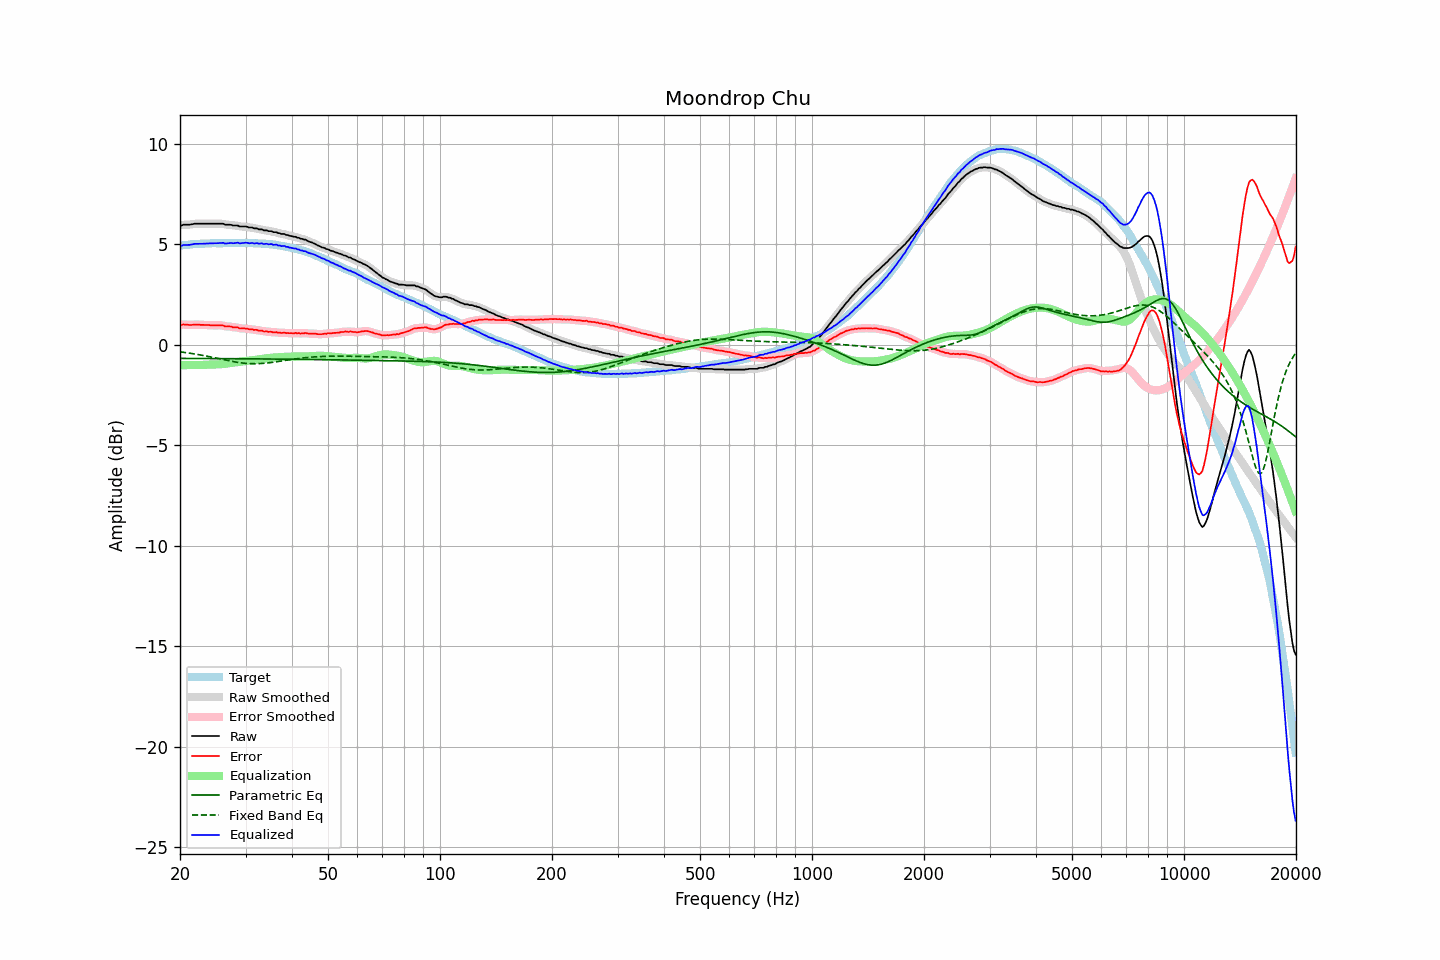 Moondrop Chu
10
5
0
−5
−10
−15
−20
−25
Amplitude (dBr)
Target
Raw Smoothed
Error Smoothed
Raw
Error
Equalization
Parametric Eq
Fixed Band Eq
Equalized
20 50 100 200 500 1000 2000 5000 10000 20000
Frequency (Hz)